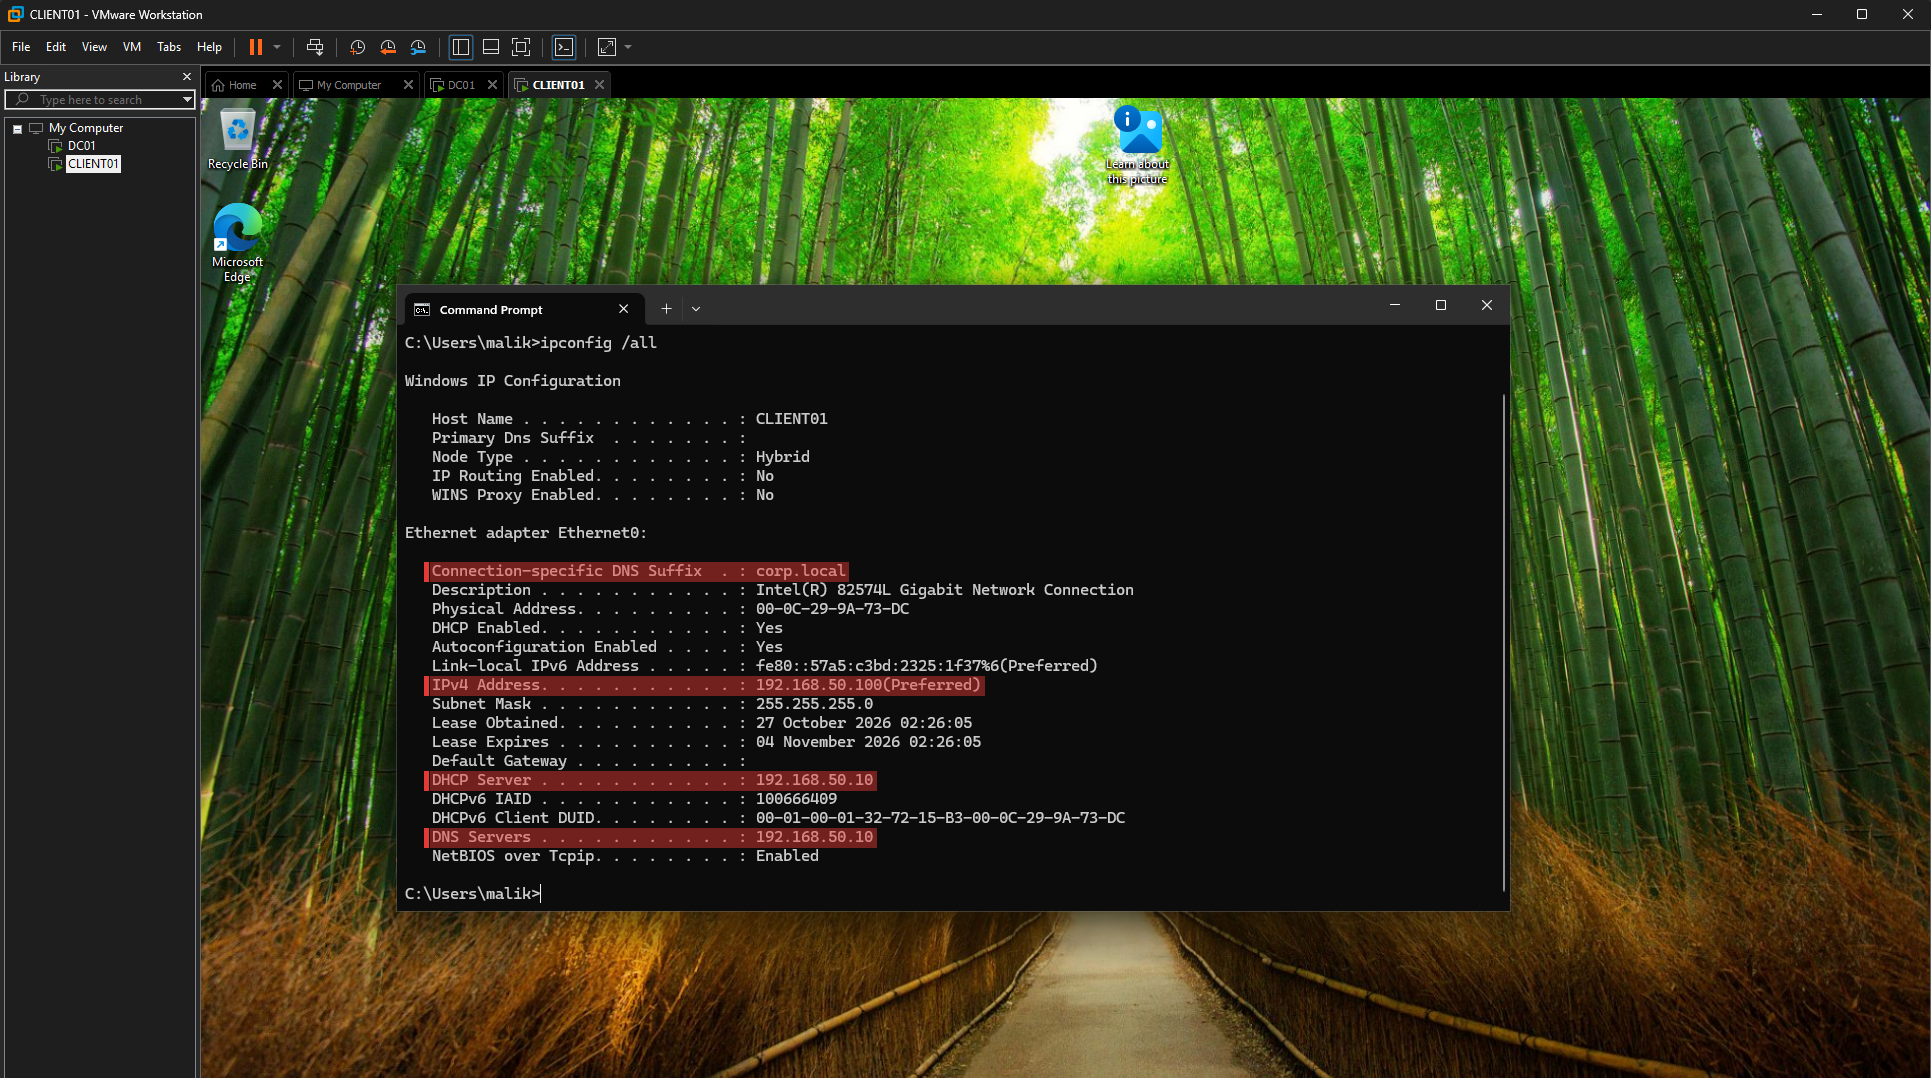 CLIENT01 - VMware Workstation
File Edit View VM Tabs Help
Library
Type here to search
My Computer
DC01
CLIENT01
Home
My Computer
DC01
CLIENT01
Recycle Bin
Learn about
this picture
Microsoft
Edge
Command Prompt
C:\Users\malik>ipconfig /all
Windows IP Configuration
Host Name . . . . . . . . . . . . : CLIENT01
Primary Dns Suffix  . . . . . . . :
Node Type . . . . . . . . . . . . : Hybrid
IP Routing Enabled. . . . . . . . : No
WINS Proxy Enabled. . . . . . . . : No
Ethernet adapter Ethernet0:
Connection-specific DNS Suffix  . : corp.local
Description . . . . . . . . . . . : Intel(R) 82574L Gigabit Network Connection
Physical Address. . . . . . . . . : 00-0C-29-9A-73-DC
DHCP Enabled. . . . . . . . . . . : Yes
Autoconfiguration Enabled . . . . : Yes
Link-local IPv6 Address . . . . . : fe80::57a5:c3bd:2325:1f37%6(Preferred)
IPv4 Address. . . . . . . . . . . : 192.168.50.100(Preferred)
Subnet Mask . . . . . . . . . . . : 255.255.255.0
Lease Obtained. . . . . . . . . . : 27 October 2026 02:26:05
Lease Expires . . . . . . . . . . : 04 November 2026 02:26:05
Default Gateway . . . . . . . . . :
DHCP Server . . . . . . . . . . . : 192.168.50.10
DHCPv6 IAID . . . . . . . . . . . : 100666409
DHCPv6 Client DUID. . . . . . . . : 00-01-00-01-32-72-15-B3-00-0C-29-9A-73-DC
DNS Servers . . . . . . . . . . . : 192.168.50.10
NetBIOS over Tcpip. . . . . . . . : Enabled
C:\Users\malik>